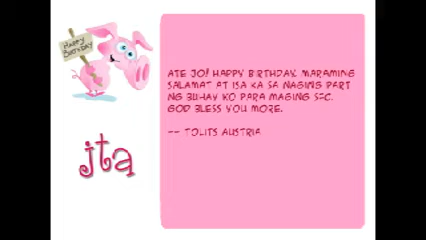 HAPPY
BIRTHDAY
ATE JO! HAPPY BIRTHDAY. MARAMING
SALAMAT AT ISA KA SA NAGING PART
NG BUHAY KO PARA MAGING SFC.
GOD BLESS YOU MORE.
-- TOLITS AUSTRIA
jta